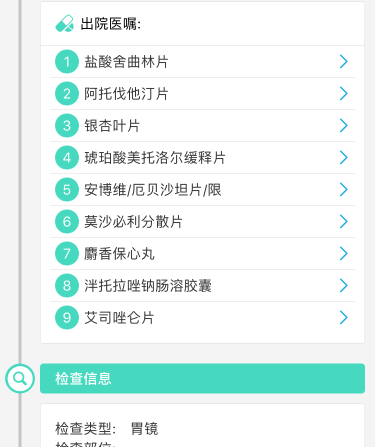 出院医嘱:
1 盐酸舍曲林片
2 阿托伐他汀片
3 银杏叶片
4 琥珀酸美托洛尔缓释片
5 安博维/厄贝沙坦片/限
6 莫沙必利分散片
7 麝香保心丸
8 泮托拉唑钠肠溶胶囊
9 艾司唑仑片
检查信息
检查类型: 胃镜
检查部位: